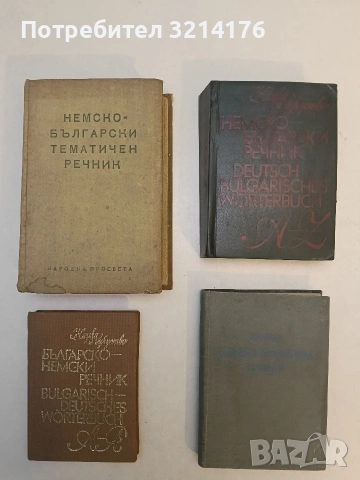 Потребител 3214176
НЕМСКО-
БЪЛГАРСКИ
ТЕМАТИЧЕН
РЕЧНИК
НАРОДНА ПРОСВЕТА
НЕМСКО
БЪЛГАРСКИ
РЕЧНИК
DEUTSCH
BULGARISCHES
WÖRTERBUCH
A-Z
БЪЛГАРСКО-
НЕМСКИ
РЕЧНИК
BULGARISCH-
DEUTSCHES
WÖRTERBUCH
А-Я
BAZAR